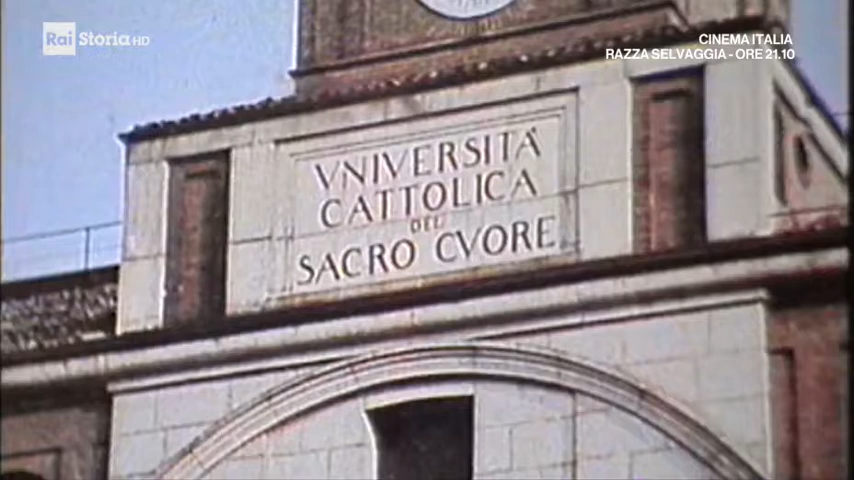 Rai Storia HD
CINEMA ITALIA
RAZZA SELVAGGIA - ORE 21.10
VNIVERSITÀ
CATTOLICA
DEL
SACRO CVORE